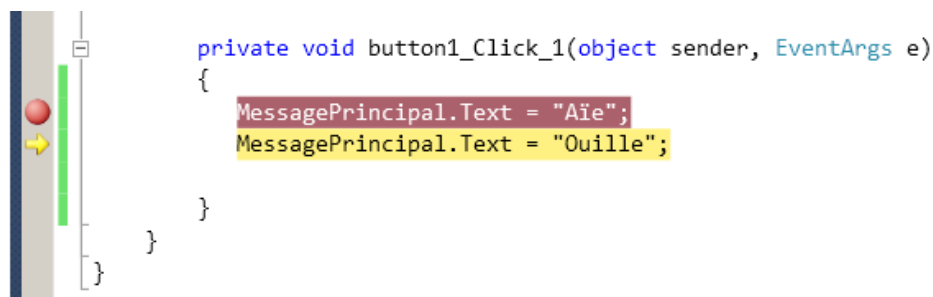 private void button1_Click_1(object sender, EventArgs e)
{
MessagePrincipal.Text = "Aïe";
MessagePrincipal.Text = "Ouille";
}
}
}